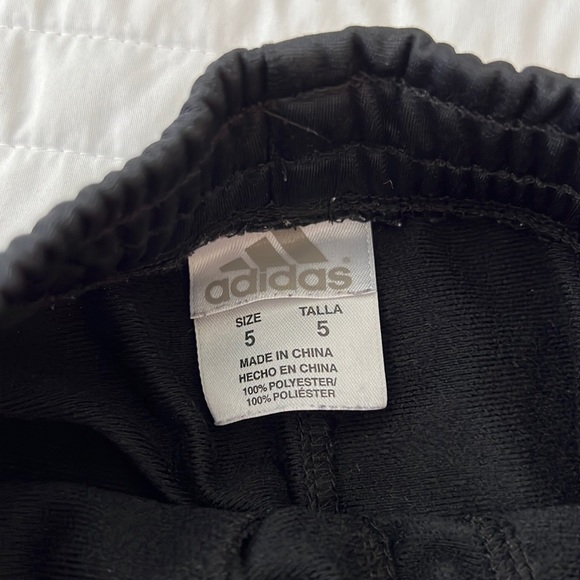 adidas®
SIZE TALLA
5 5
MADE IN CHINA
HECHO EN CHINA
100% POLYESTER/
100% POLIÉSTER